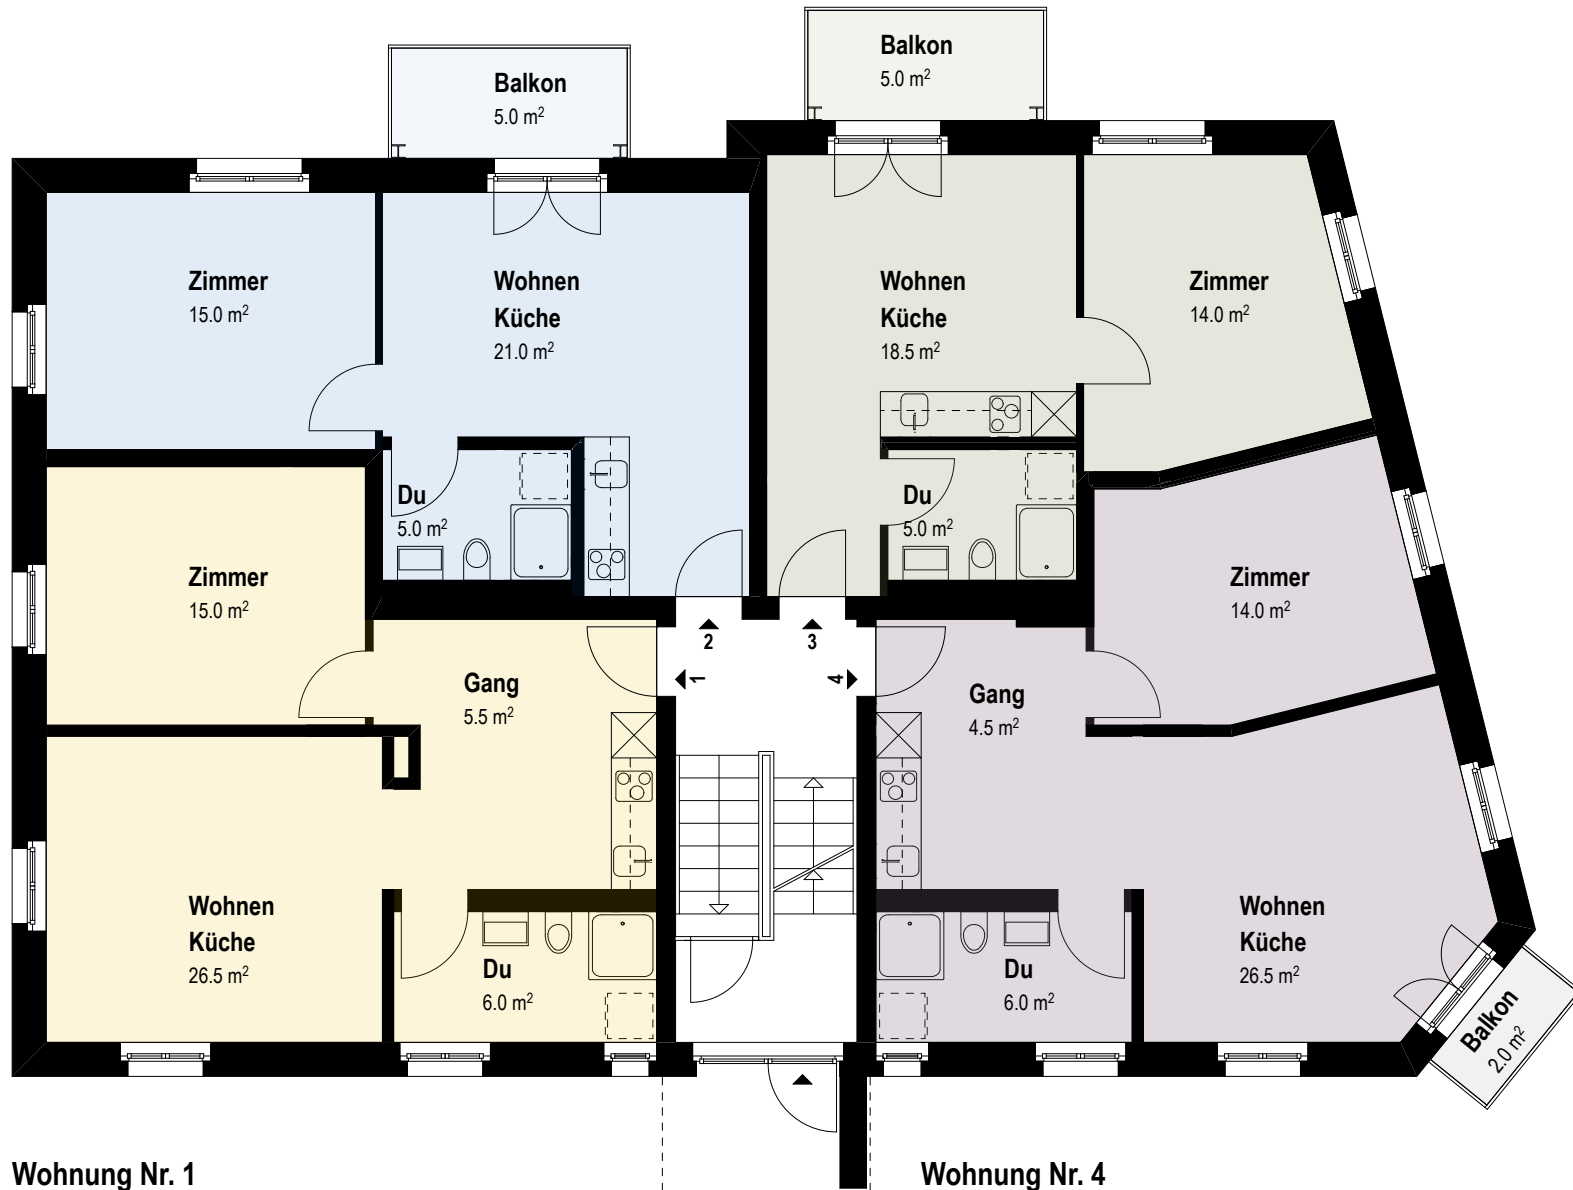 Balkon
5.0 m²
Balkon
5.0 m²
Zimmer
15.0 m²
Wohnen
Küche
21.0 m²
Wohnen
Küche
18.5 m²
Zimmer
14.0 m²
Du
5.0 m²
Du
5.0 m²
Zimmer
15.0 m²
Zimmer
14.0 m²
2
3
1
4
Gang
5.5 m²
Gang
4.5 m²
Wohnen
Küche
26.5 m²
Du
6.0 m²
Du
6.0 m²
Wohnen
Küche
26.5 m²
Balkon
2.0 m²
Wohnung Nr. 1
Wohnung Nr. 4